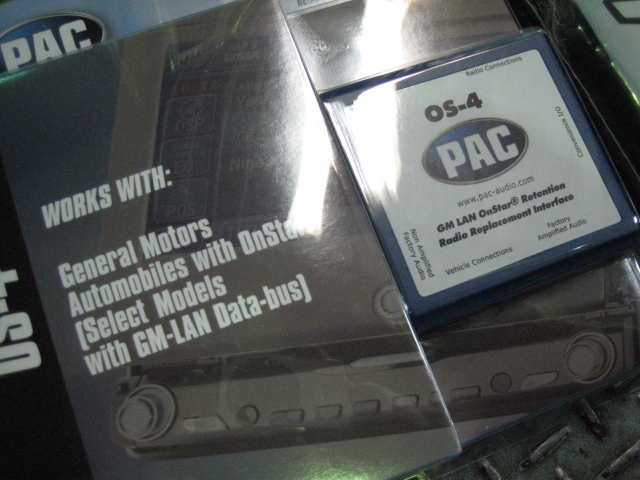 PAC
WORKS WITH:
General Motors
Automobiles with OnStar
(Select Models
with GM-LAN Data-bus)
OS-4
Radio Connections
OS-4
PAC
www.pac-audio.com
GM LAN OnStar® Retention
Radio Replacement Interface
Convenience I/O
Non Amplified
Factory Audio
Vehicle Connections
Factory
Amplified Audio